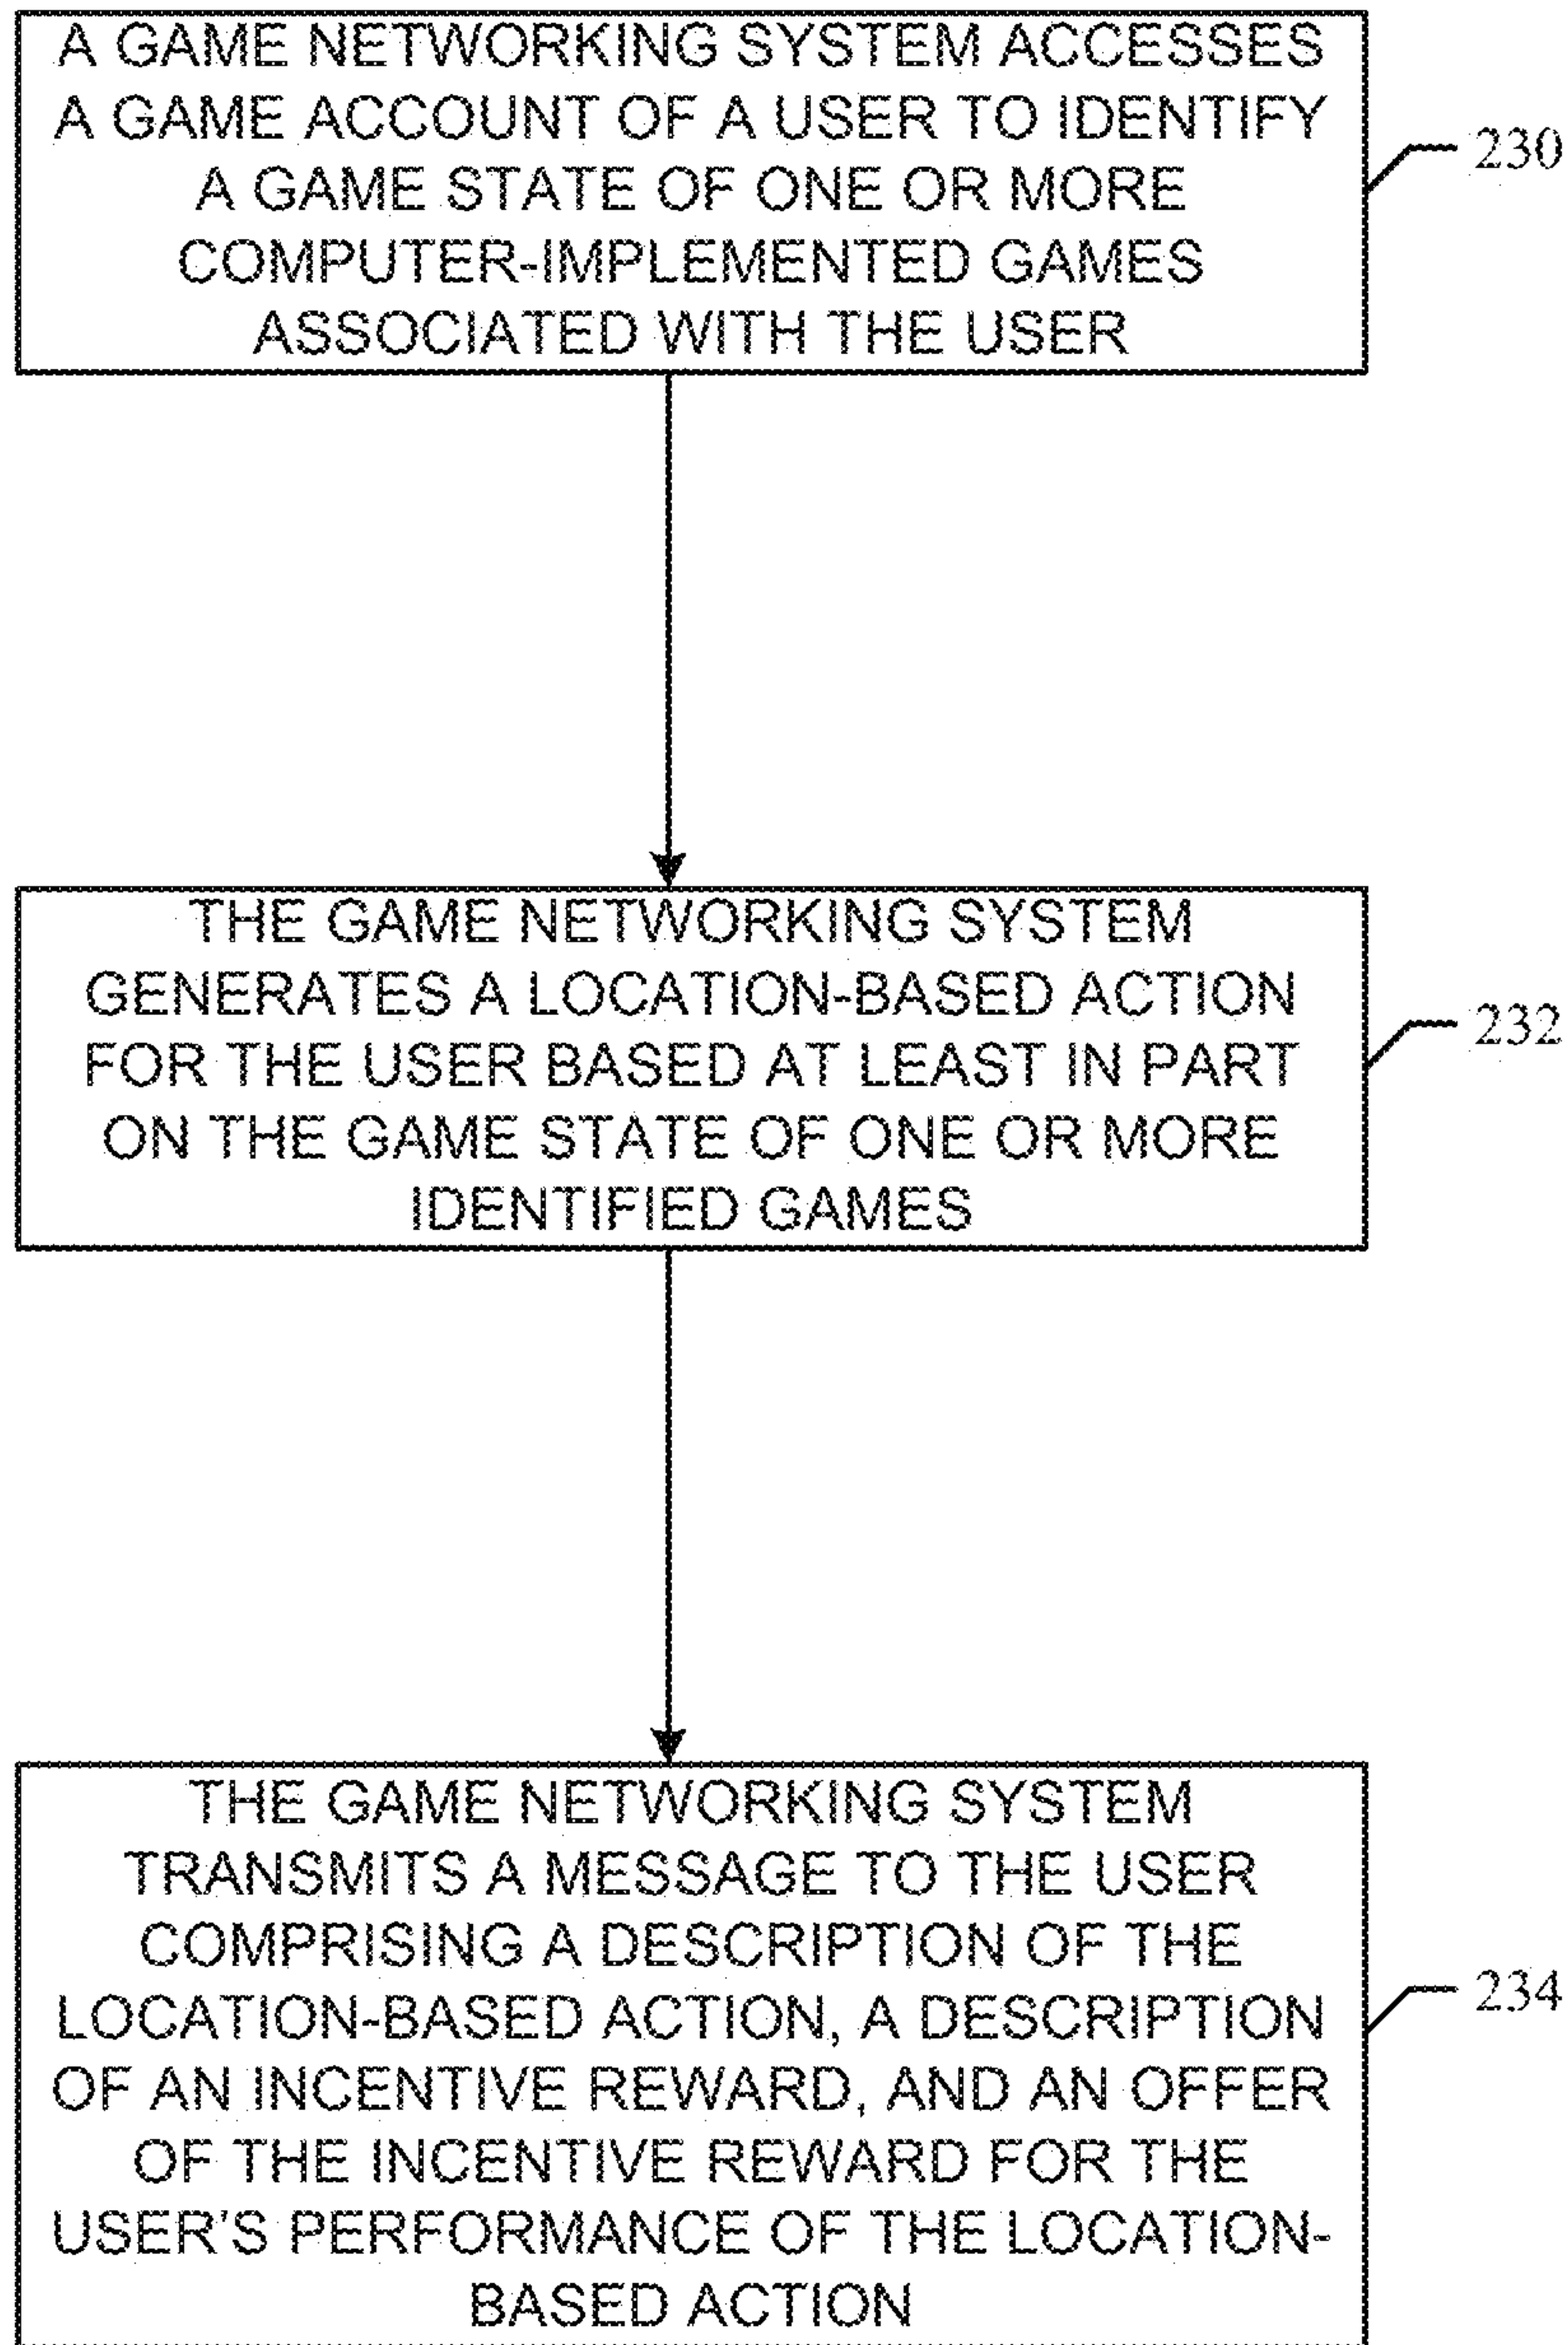 A GAME NETWORKING SYSTEM ACCESSES
A GAME ACCOUNT OF A USER TO IDENTIFY
A GAME STATE OF ONE OR MORE
COMPUTER-IMPLEMENTED GAMES
ASSOCIATED WITH THE USER
230
THE GAME NETWORKING SYSTEM
GENERATES A LOCATION-BASED ACTION
FOR THE USER BASED AT LEAST IN PART
ON THE GAME STATE OF ONE OR MORE
IDENTIFIED GAMES
232
THE GAME NETWORKING SYSTEM
TRANSMITS A MESSAGE TO THE USER
COMPRISING A DESCRIPTION OF THE
LOCATION-BASED ACTION, A DESCRIPTION
OF AN INCENTIVE REWARD, AND AN OFFER
OF THE INCENTIVE REWARD FOR THE
USER'S PERFORMANCE OF THE LOCATION-
BASED ACTION
234